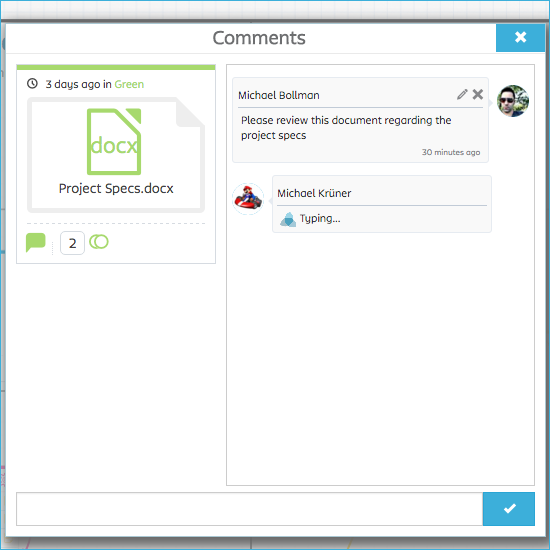 Comments
3 days ago in Green
docx
Project Specs.docx
2
Michael Bollman
Please review this document regarding the
project specs
30 minutes ago
Michael Krüner
Typing...